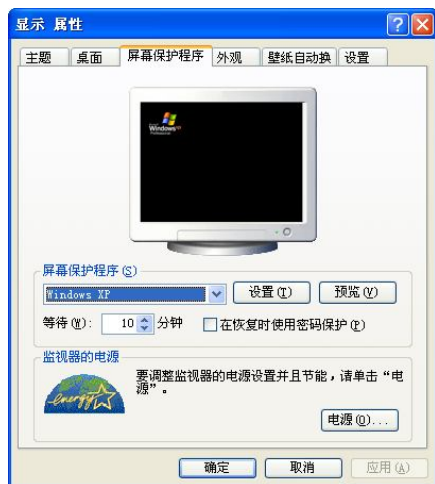 显示 属性
主题 桌面 屏幕保护程序 外观 壁纸自动换 设置
Windows xp
屏幕保护程序(S)
Windows XP 设置(T) 预览(V)
等待(W): 10 分钟 在恢复时使用密码保护(P)
监视器的电源
energy
要调整监视器的电源设置并且节能，请单击“电
源”。
电源(O)...
确定 取消 应用(A)